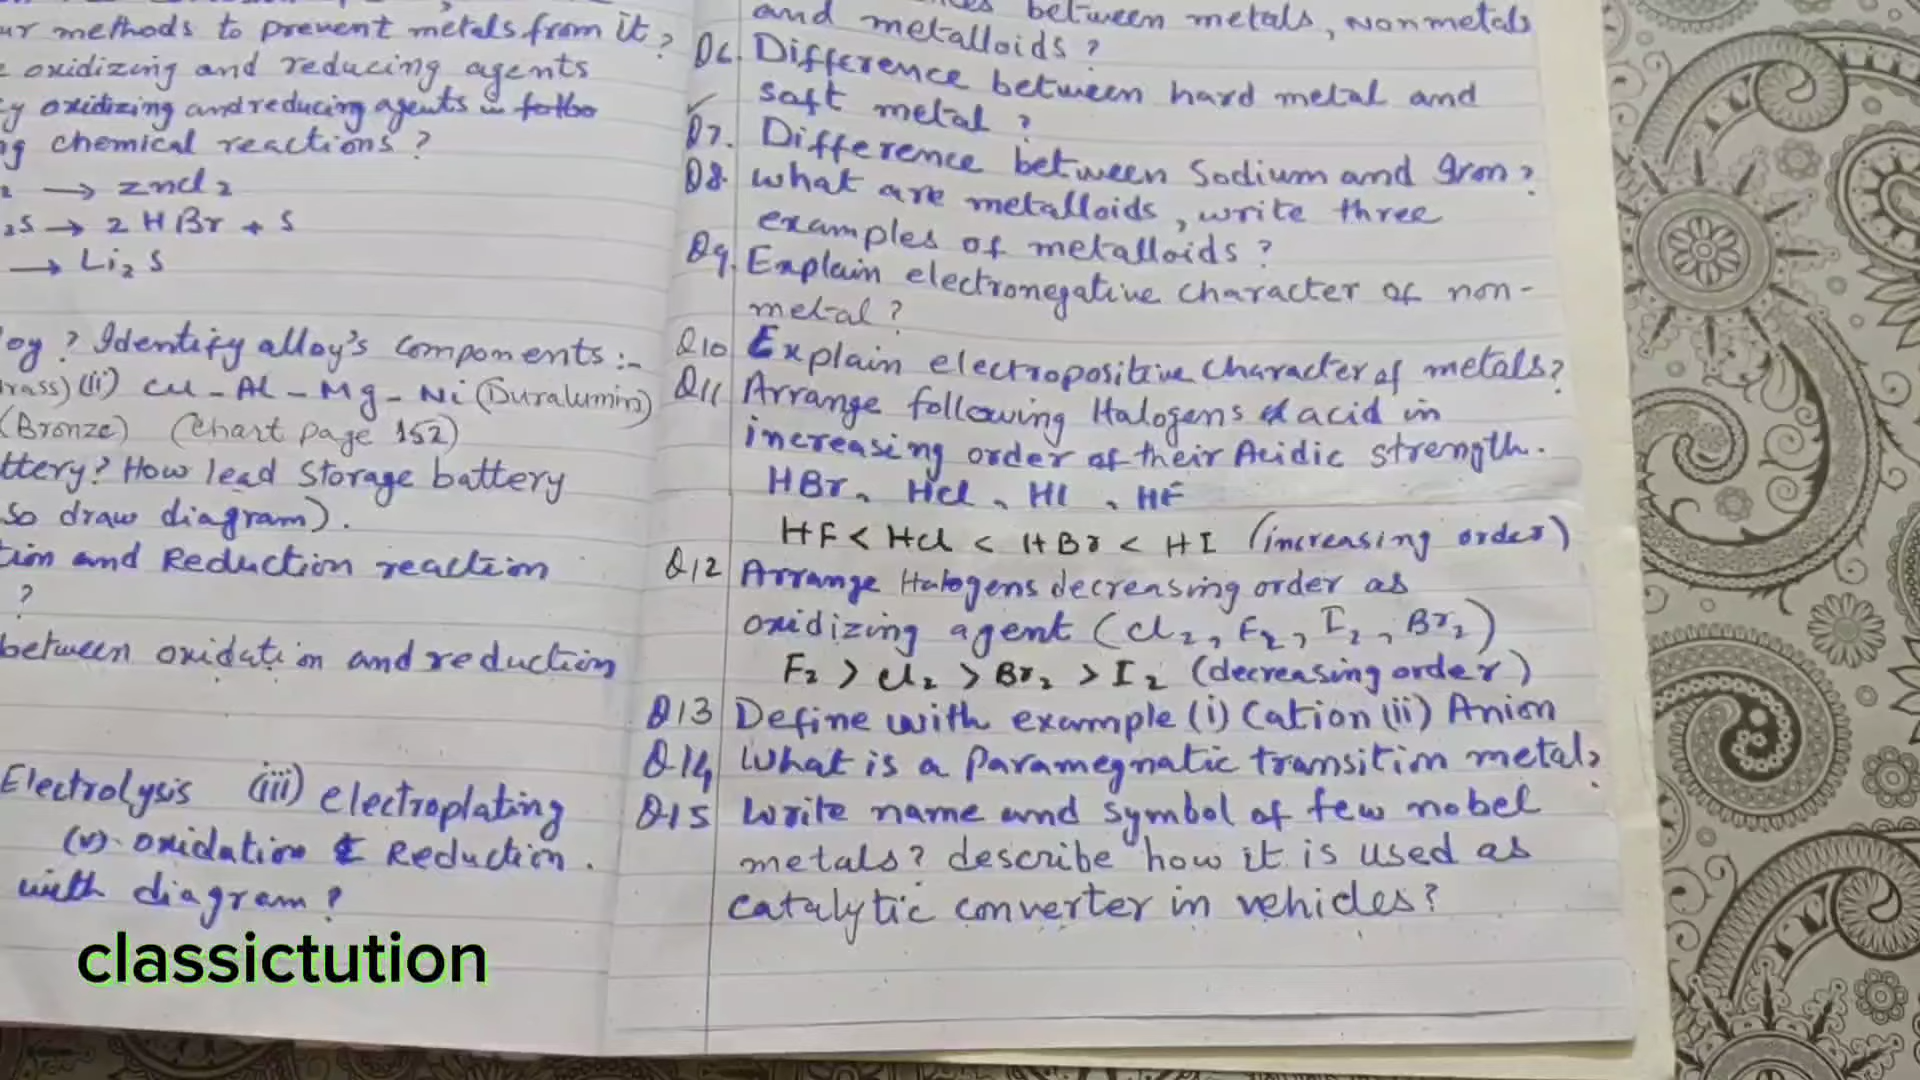 ur methods to prevent metals from it?
oxidizing and reducing agents
y oxidizing and reducing agents in follo
ng chemical reactions?
2 → ZnCl2
2S → 2 HBr + S
→ Li2 S
oy? Identify alloy's components :-
rass) (ii) Cu - Al - Mg - Ni (Duralumin)
(Bronze) (chart page 152)
ttery? How lead storage battery
so draw diagram).
tion and Reduction reaction
?
between oxidation and reduction
Electrolysis (iii) electroplating
(v). oxidation & Reduction.
with diagram?
between metals, nonmetals
and metalloids?
Q6. Difference between hard metal and
soft metal?
Q7. Difference between Sodium and Iron?
Q8. What are metalloids, write three
examples of metalloids?
Q9. Explain electronegative character of non-
metal?
Q10 Explain electropositive character of metals?
Q11 Arrange following Halogens acid in
increasing order of their Acidic strength.
HBr, HCl, HI, HF
HF < HCl < HBr < HI (increasing order)
Q12 Arrange Halogens decreasing order as
oxidizing agent (Cl2, F2, I2, Br2)
F2 > Cl2 > Br2 > I2 (decreasing order)
Q13 Define with example (i) Cation (ii) Anion
Q14 What is a Paramegnatic transition metal?
Q15 Write name and symbol of few nobel
metals? describe how it is used as
catalytic converter in vehicles?
classictution